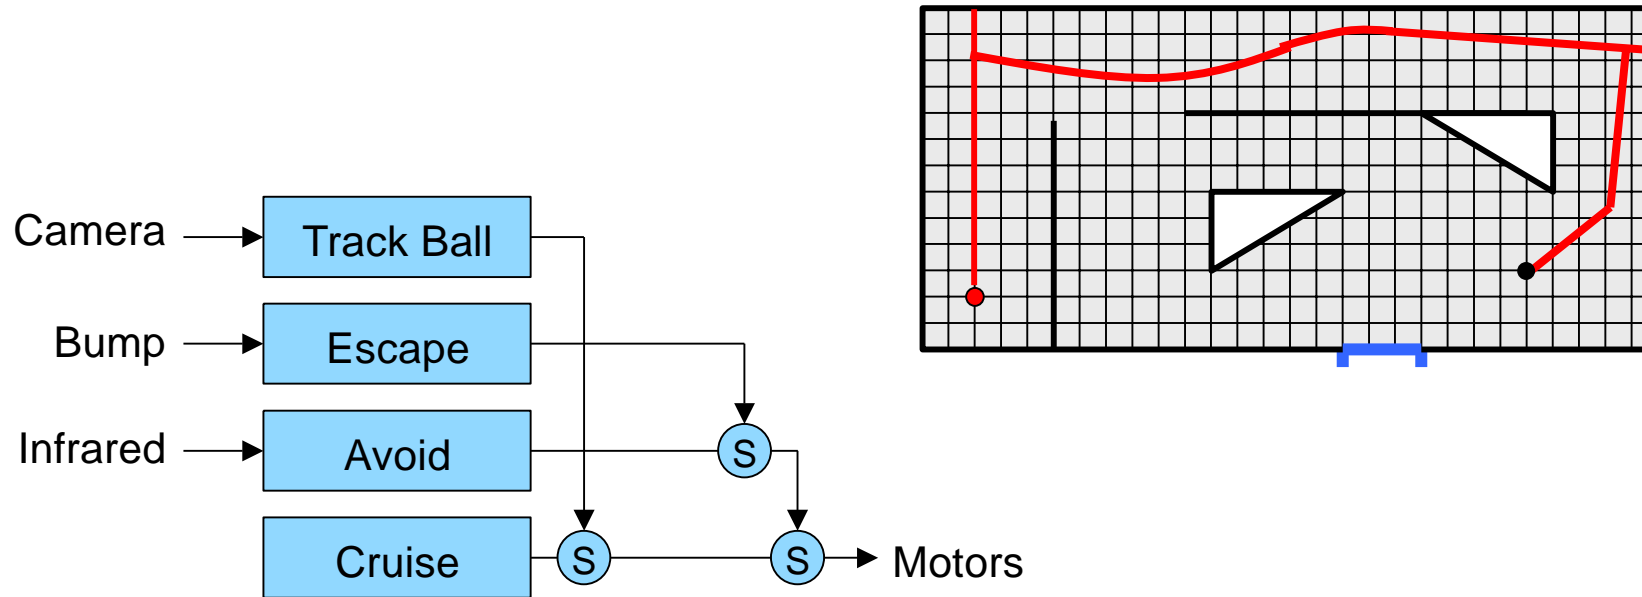 Camera
Track Ball
Bump
Escape
Infrared
Avoid
S
Cruise
S
S
Motors